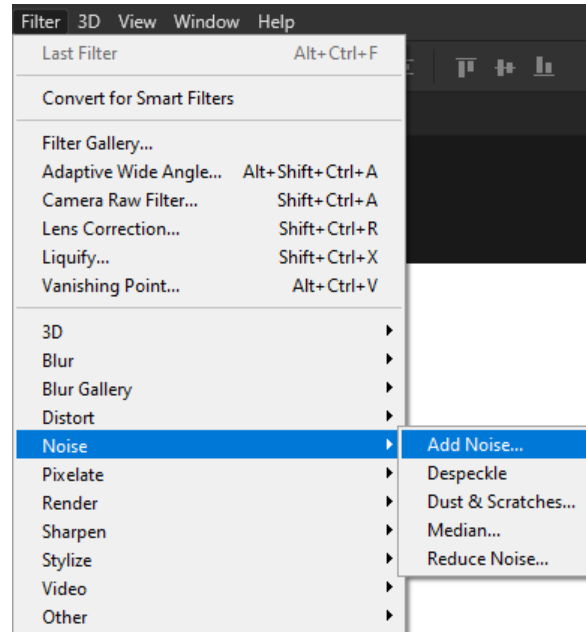 Filter 3D View Window Help
Last Filter Alt+Ctrl+F
Convert for Smart Filters
Filter Gallery...
Adaptive Wide Angle... Alt+Shift+Ctrl+A
Camera Raw Filter... Shift+Ctrl+A
Lens Correction... Shift+Ctrl+R
Liquify... Shift+Ctrl+X
Vanishing Point... Alt+Ctrl+V
3D
Blur
Blur Gallery
Distort
Noise
Pixelate
Render
Sharpen
Stylize
Video
Other
Add Noise...
Despeckle
Dust & Scratches...
Median...
Reduce Noise...